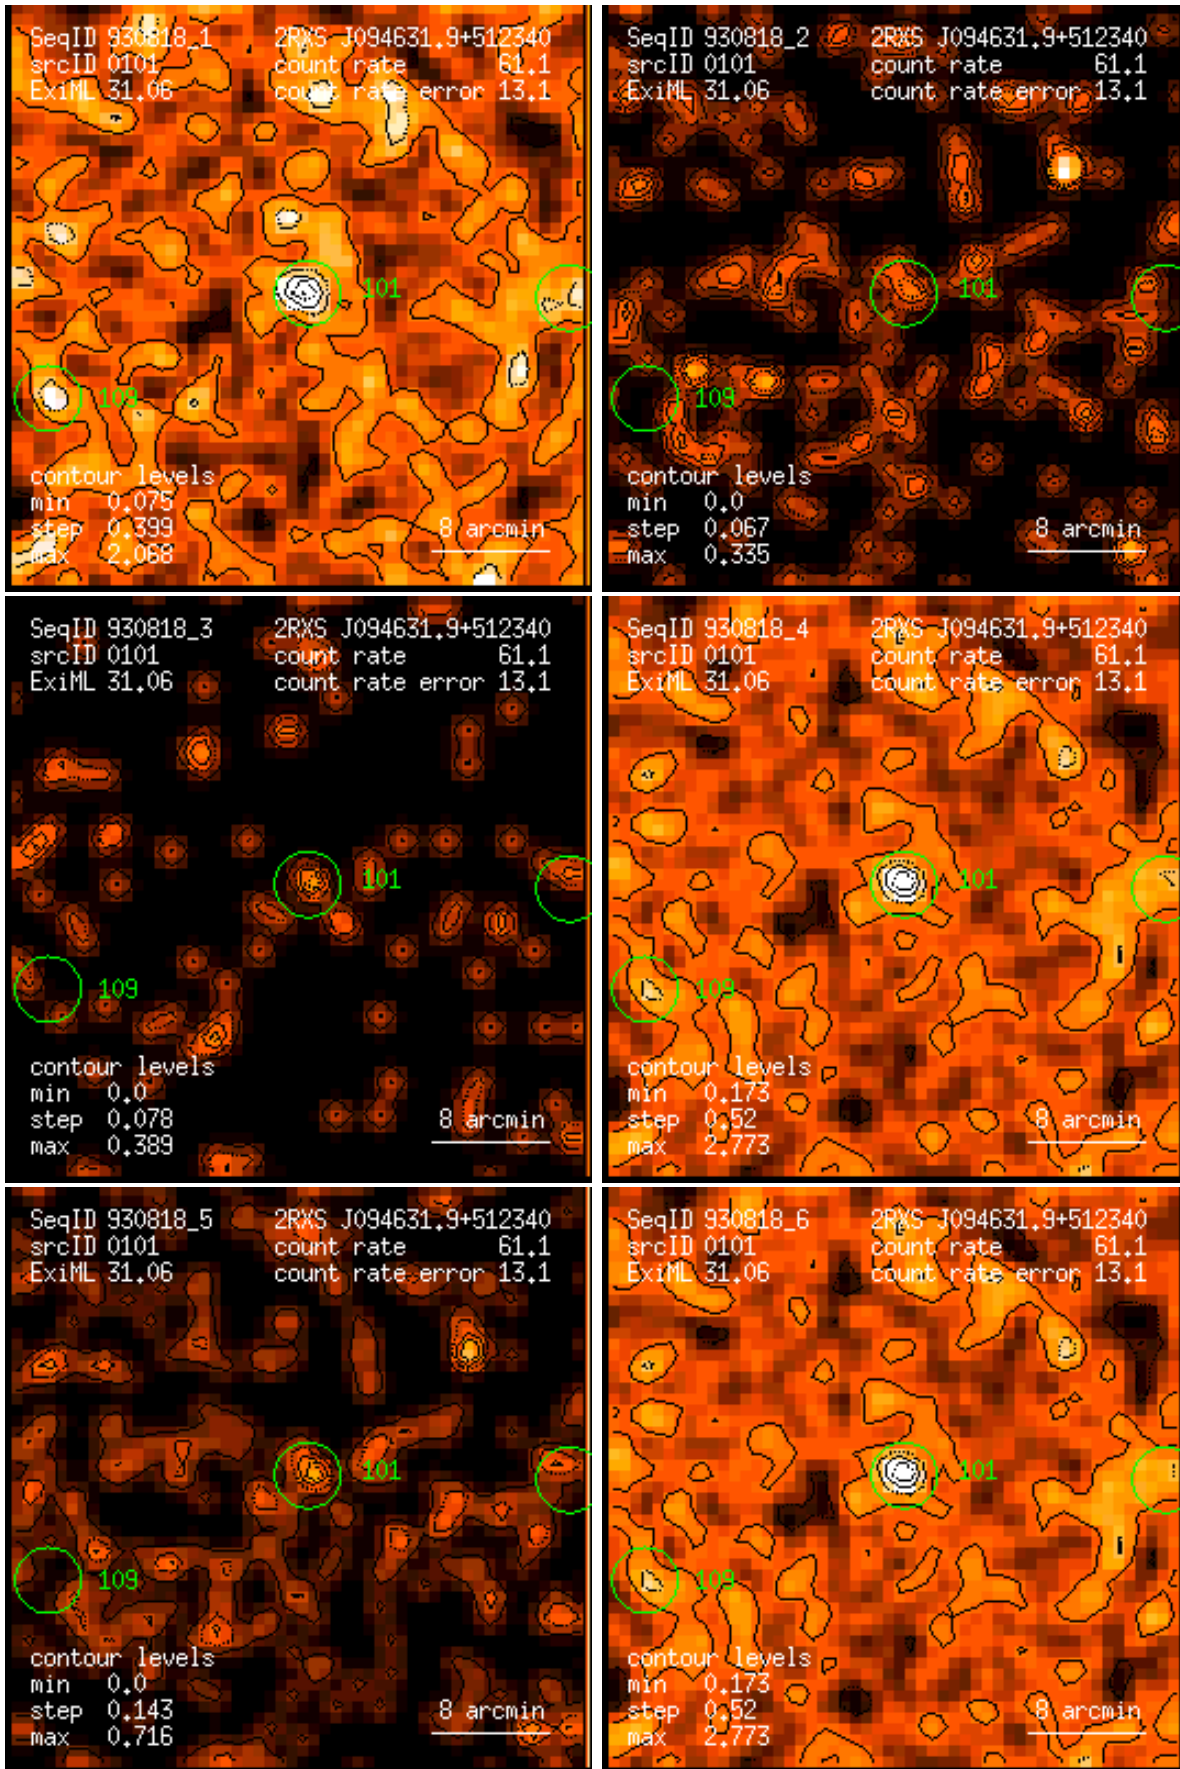 SeqID 930818_1 2RXS J094631.9+512340
srcID 0101 count rate 61.1
ExiML 31.06 count rate error 13.1
101
109
contour levels
min 0.075
step 0.399
max 2.068
8 arcmin
SeqID 930818_2 2RXS J094631.9+512340
srcID 0101 count rate 61.1
ExiML 31.06 count rate error 13.1
101
109
contour levels
min 0.0
step 0.067
max 0.335
8 arcmin
SeqID 930818_3 2RXS J094631.9+512340
srcID 0101 count rate 61.1
ExiML 31.06 count rate error 13.1
101
109
contour levels
min 0.0
step 0.078
max 0.389
8 arcmin
SeqID 930818_4 2RXS J094631.9+512340
srcID 0101 count rate 61.1
ExiML 31.06 count rate error 13.1
101
109
contour levels
min 0.173
step 0.52
max 2.773
8 arcmin
SeqID 930818_5 2RXS J094631.9+512340
srcID 0101 count rate 61.1
ExiML 31.06 count rate error 13.1
101
109
contour levels
min 0.0
step 0.143
max 0.716
8 arcmin
SeqID 930818_6 2RXS J094631.9+512340
srcID 0101 count rate 61.1
ExiML 31.06 count rate error 13.1
101
109
contour levels
min 0.173
step 0.52
max 2.773
8 arcmin